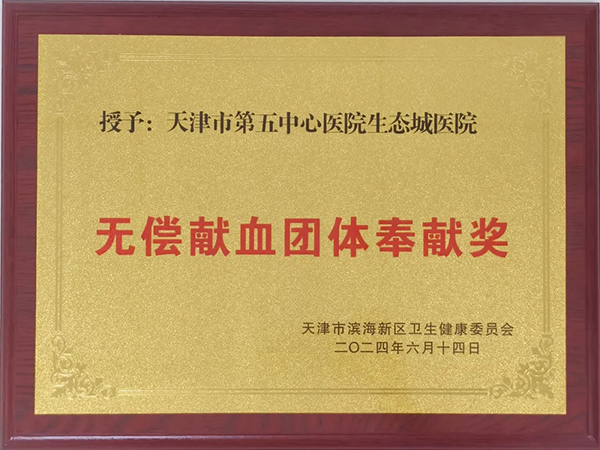 授予：天津市第五中心医院生态城医院
无偿献血团体奉献奖
天津市滨海新区卫生健康委员会
二〇二四年六月十四日